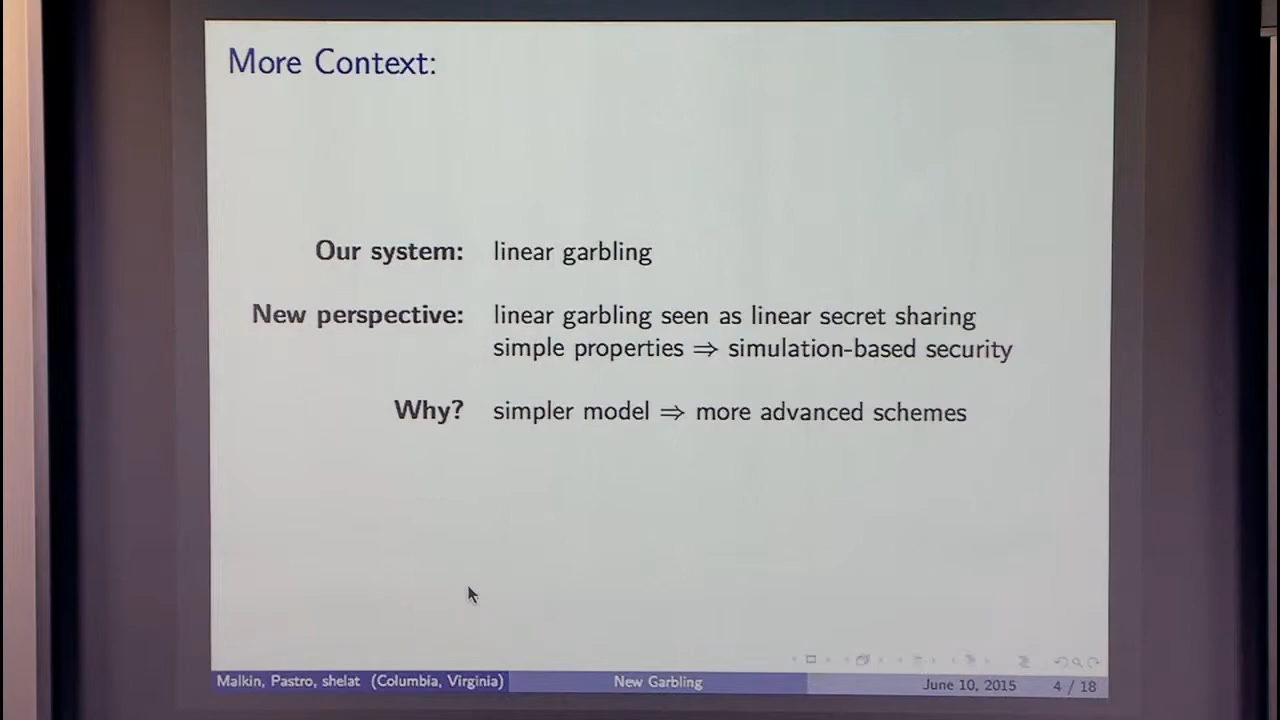 More Context:
Our system: linear garbling
New perspective: linear garbling seen as linear secret sharing
simple properties ⇒ simulation-based security
Why? simpler model ⇒ more advanced schemes
Malkin, Pastro, shelat (Columbia, Virginia) New Garbling June 10, 2015 4 / 18